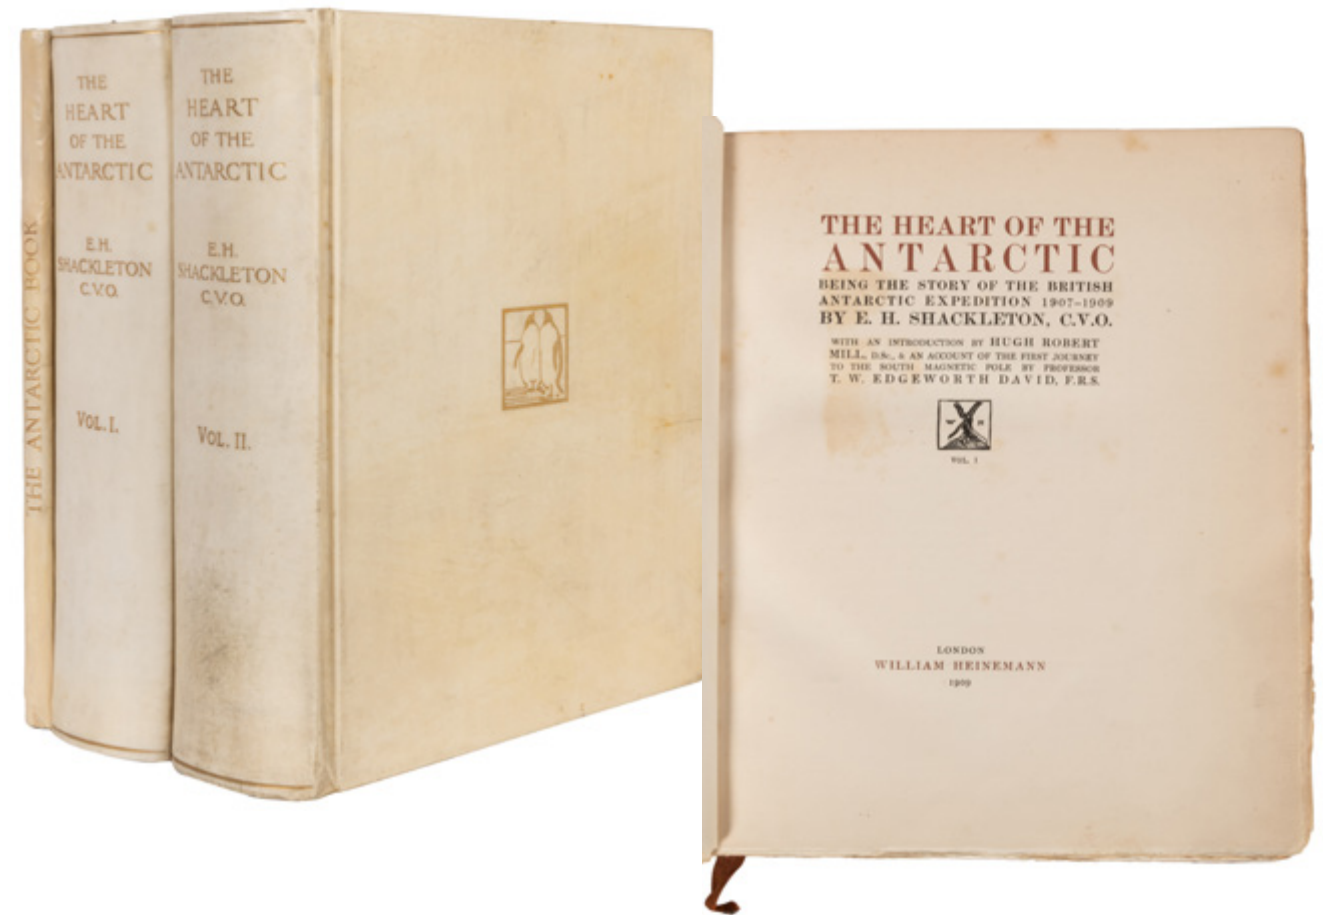 THE ANTARCTIC BOOK
THE
HEART
OF THE
ANTARCTIC
E.H.
SHACKLETON
C.V.O.
VOL. I.
THE
HEART
OF THE
ANTARCTIC
E.H.
SHACKLETON
C.V.O.
VOL. II.
THE HEART OF THE
ANTARCTIC
BEING THE STORY OF THE BRITISH
ANTARCTIC EXPEDITION 1907–1909
BY E. H. SHACKLETON, C.V.O.
WITH AN INTRODUCTION BY HUGH ROBERT
MILL, D.Sc., & AN ACCOUNT OF THE FIRST JOURNEY
TO THE SOUTH MAGNETIC POLE BY PROFESSOR
T. W. EDGEWORTH DAVID, F.R.S.
W H
VOL. I
LONDON
WILLIAM HEINEMANN
1909